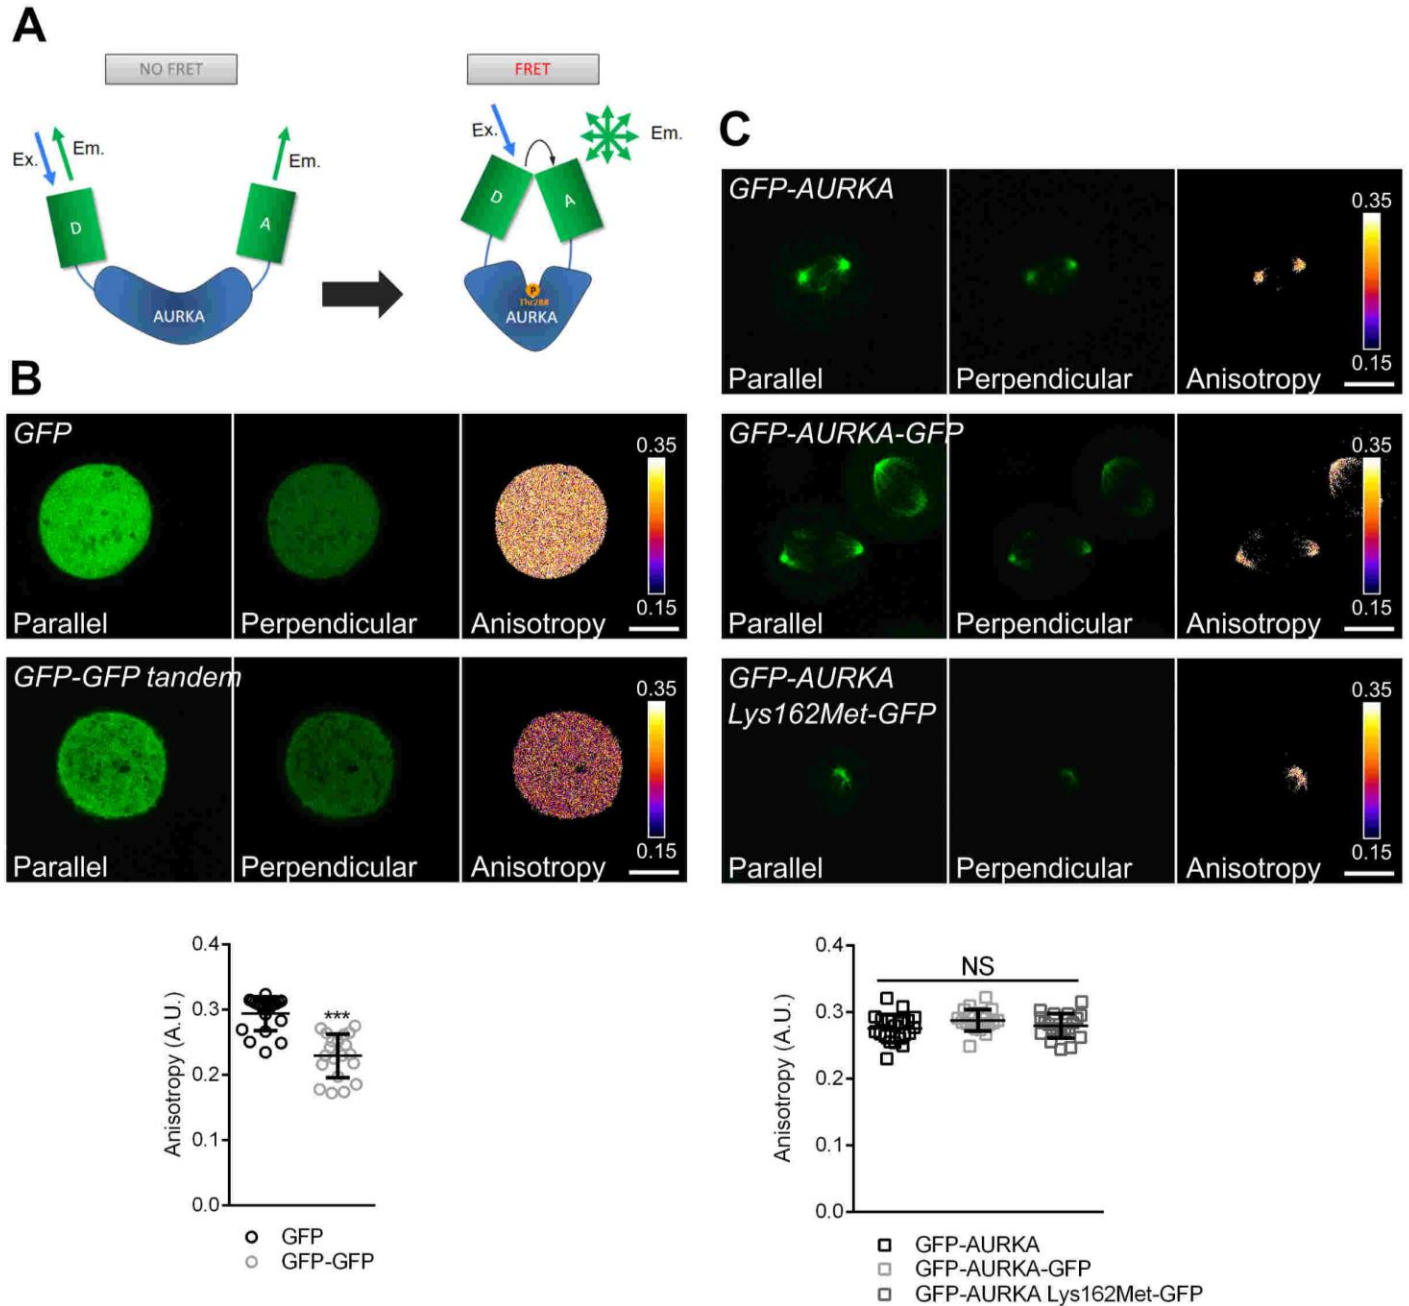 A
NO FRET
FRET
Ex.
Em.
Em.
Ex.
Em.
D
A
D
A
P
Thr288
AURKA
AURKA
B
GFP
0.35
0.15
Parallel
Perpendicular
Anisotropy
GFP-GFP tandem
0.35
0.15
Parallel
Perpendicular
Anisotropy
0.4
0.3
0.2
0.1
0.0
Anisotropy (A.U.)
***
GFP
GFP-GFP
C
GFP-AURKA
0.35
0.15
Parallel
Perpendicular
Anisotropy
GFP-AURKA-GFP
0.35
0.15
Parallel
Perpendicular
Anisotropy
GFP-AURKA
Lys162Met-GFP
0.35
0.15
Parallel
Perpendicular
Anisotropy
0.4
0.3
0.2
0.1
0.0
Anisotropy (A.U.)
NS
GFP-AURKA
GFP-AURKA-GFP
GFP-AURKA Lys162Met-GFP